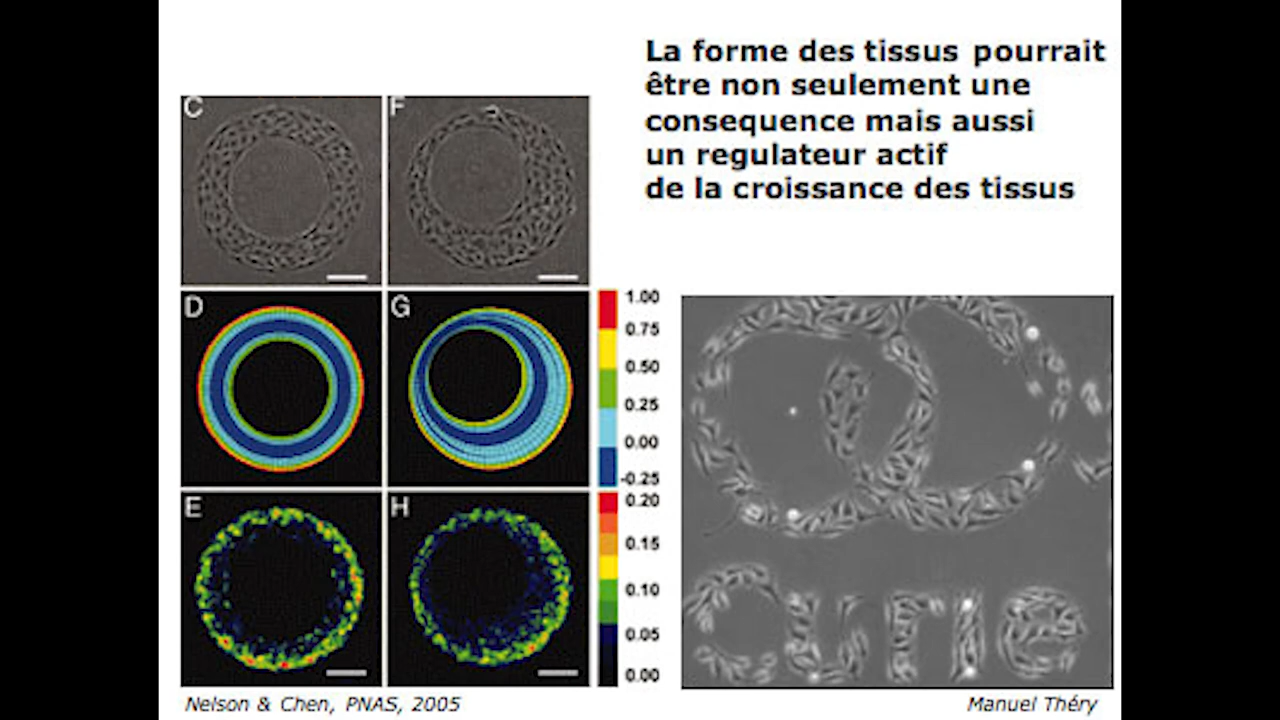 La forme des tissus pourrait
être non seulement une
consequence mais aussi
un regulateur actif
de la croissance des tissus
C
F
D
G
1.00
0.75
0.50
0.25
0.00
-0.25
E
H
0.20
0.15
0.10
0.05
0.00
curie
Nelson & Chen, PNAS, 2005
Manuel Théry